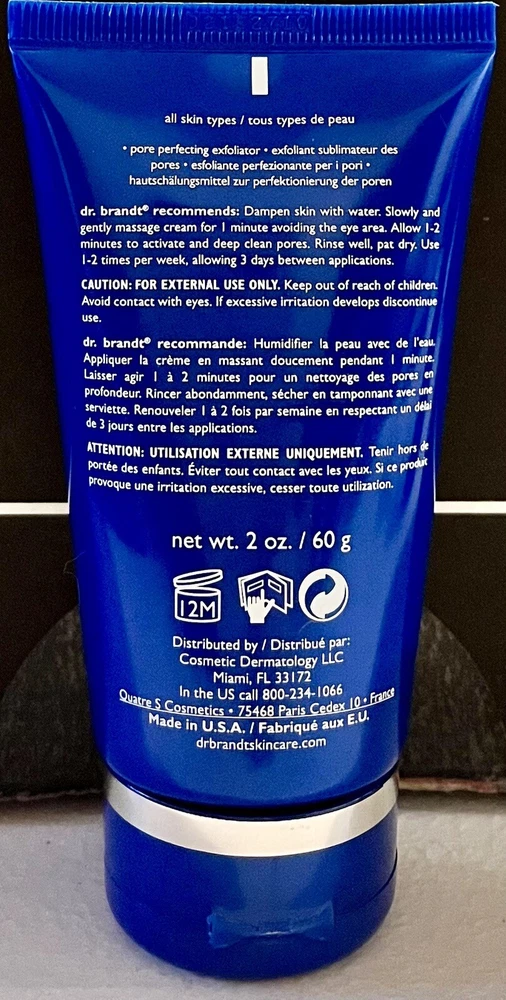 all skin types / tous types de peau
• pore perfecting exfoliator • exfoliant sublimateur des
pores • esfoliante perfezionante per i pori •
hautschälungsmittel zur perfektionierung der poren
dr. brandt® recommends: Dampen skin with water. Slowly and
gently massage cream for 1 minute avoiding the eye area. Allow 1-2
minutes to activate and deep clean pores. Rinse well, pat dry. Use
1-2 times per week, allowing 3 days between applications.
CAUTION: FOR EXTERNAL USE ONLY. Keep out of reach of children.
Avoid contact with eyes. If excessive irritation develops discontinue
use.
dr. brandt® recommande: Humidifier la peau avec de l'eau.
Appliquer la crème en massant doucement pendant 1 minute.
Laisser agir 1 à 2 minutes pour un nettoyage des pores en
profondeur. Rincer abondamment, sécher en tamponnant avec une
serviette. Renouveler 1 à 2 fois par semaine en respectant un délai
de 3 jours entre les applications.
ATTENTION: UTILISATION EXTERNE UNIQUEMENT. Tenir hors de
portée des enfants. Éviter tout contact avec les yeux. Si ce produit
provoque une irritation excessive, cesser toute utilization.
net wt. 2 oz. / 60 g
12M
Distributed by / Distribué par:
Cosmetic Dermatology LLC
Miami, FL 33172
In the US call 800-234-1066
Quatre S Cosmetics • 75468 Paris Cedex 10 • France
Made in U.S.A. / Fabriqué aux E.U.
drbrandtskincare.com